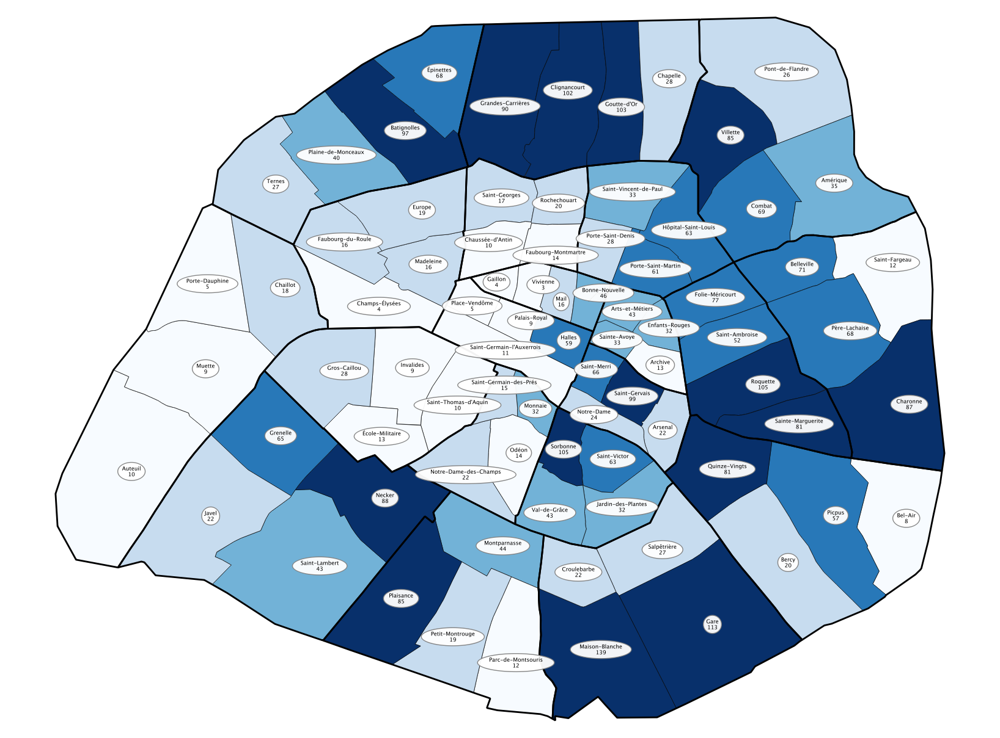 Épinettes
68
Pont-de-Flandre
26
Chapelle
28
Clignancourt
102
Grandes-Carrières
90
Goutte-d'Or
103
Batignolles
97
Villette
85
Plaine-de-Monceaux
40
Ternes
27
Amérique
35
Saint-Vincent-de-Paul
33
Saint-Georges
17
Rochechouart
20
Europe
19
Combat
69
Hôpital-Saint-Louis
63
Porte-Saint-Denis
28
Faubourg-du-Roule
16
Chaussée-d'Antin
10
Faubourg-Montmartre
14
Madeleine
16
Porte-Saint-Martin
61
Belleville
71
Saint-Fargeau
12
Porte-Dauphine
5
Chaillot
18
Gaillon
4
Vivienne
3
Mail
16
Bonne-Nouvelle
46
Folie-Méricourt
77
Champs-Élysées
4
Place-Vendôme
5
Arts-et-Métiers
43
Palais-Royal
9
Enfants-Rouges
32
Père-Lachaise
68
Halles
59
Sainte-Avoye
33
Saint-Ambroise
52
Saint-Germain-l'Auxerrois
11
Muette
9
Gros-Caillou
28
Invalides
9
Saint-Merri
66
Archive
13
Saint-Germain-des-Prés
15
Roquette
105
Saint-Gervais
99
Saint-Thomas-d'Aquin
10
Monnaie
32
Charonne
87
Notre-Dame
24
Sainte-Marguerite
81
Arsenal
22
Grenelle
65
École-Militaire
13
Odéon
14
Sorbonne
105
Saint-Victor
63
Auteuil
10
Notre-Dame-des-Champs
22
Quinze-Vingts
81
Necker
88
Javel
22
Val-de-Grâce
43
Jardin-des-Plantes
32
Picpus
57
Bel-Air
8
Montparnasse
44
Salpêtrière
27
Saint-Lambert
43
Croulebarbe
22
Bercy
20
Plaisance
85
Gare
113
Petit-Montrouge
19
Maison-Blanche
139
Parc-de-Montsouris
12